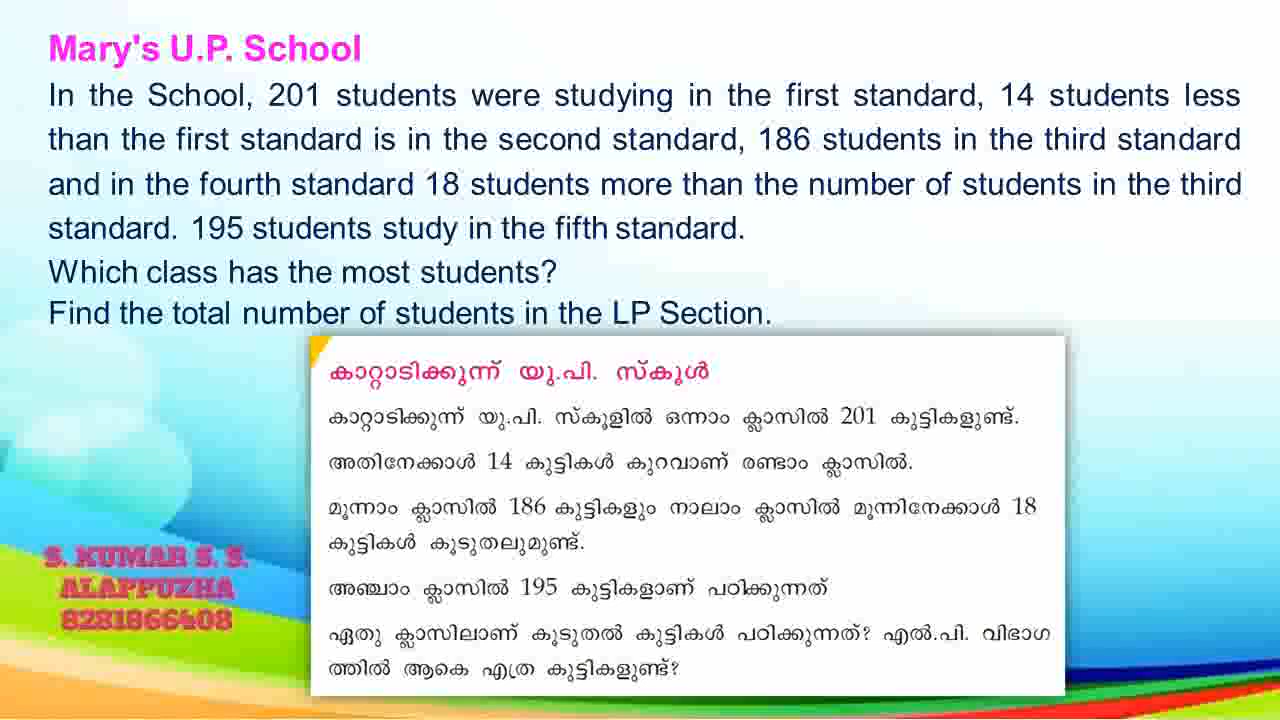 Mary's U.P. School
In the School, 201 students were studying in the first standard, 14 students less
than the first standard is in the second standard, 186 students in the third standard
and in the fourth standard 18 students more than the number of students in the third
standard. 195 students study in the fifth standard.
Which class has the most students?
Find the total number of students in the LP Section.
കാറ്റാടിക്കുന്ന് യു.പി. സ്കൂൾ
കാറ്റാടിക്കുന്ന് യു.പി. സ്കൂളിൽ ഒന്നാം ക്ലാസിൽ 201 കുട്ടികളുണ്ട്.
അതിനേക്കാൾ 14 കുട്ടികൾ കുറവാണ് രണ്ടാം ക്ലാസിൽ.
മൂന്നാം ക്ലാസിൽ 186 കുട്ടികളും നാലാം ക്ലാസിൽ മൂന്നിനേക്കാൾ 18
കുട്ടികൾ കൂടുതലുമുണ്ട്.
അഞ്ചാം ക്ലാസിൽ 195 കുട്ടികളാണ് പഠിക്കുന്നത്
ഏതു ക്ലാസിലാണ് കൂടുതൽ കുട്ടികൾ പഠിക്കുന്നത്? എൽ.പി. വിഭാഗ
ത്തിൽ ആകെ എത്ര കുട്ടികളുണ്ട്?
S. KUMAR S. S.
ALAPPUZHA
8281866408